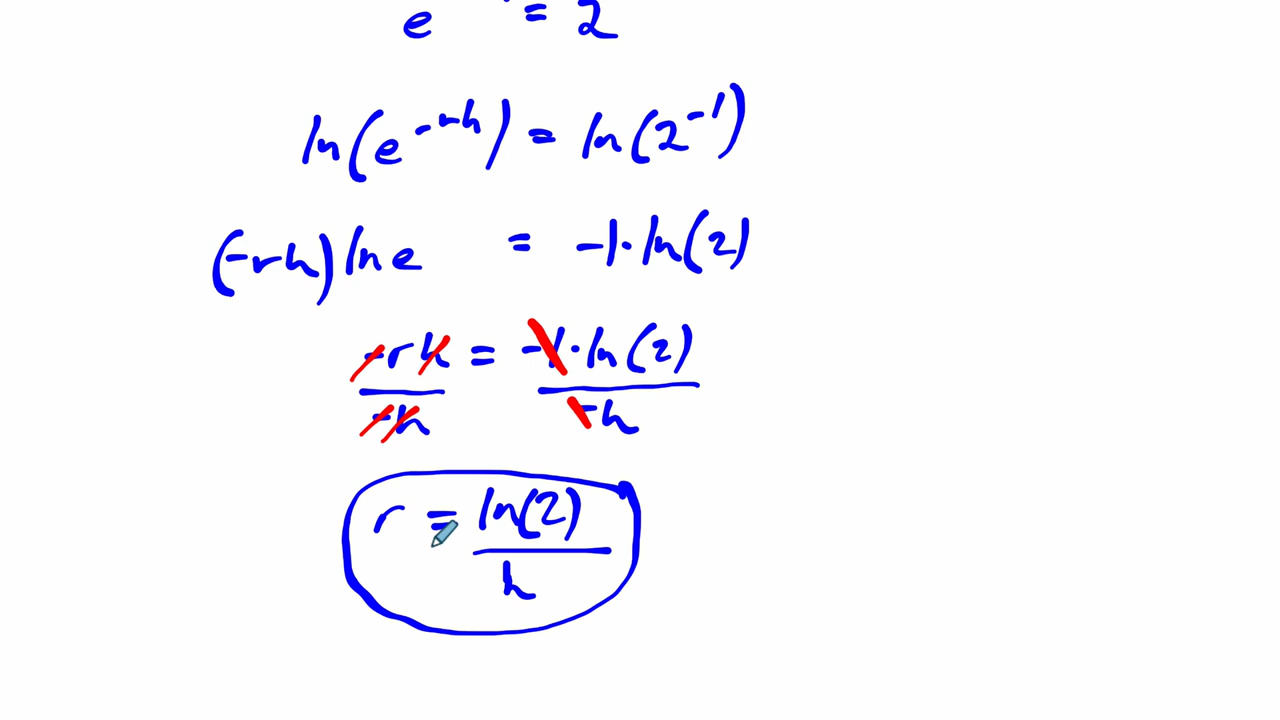 e = 2
ln(e^-rh) = ln(2^-1)
(-rh) ln e = -1·ln(2)
-rh = -1·ln(2)
-h -h
r = ln(2)
h